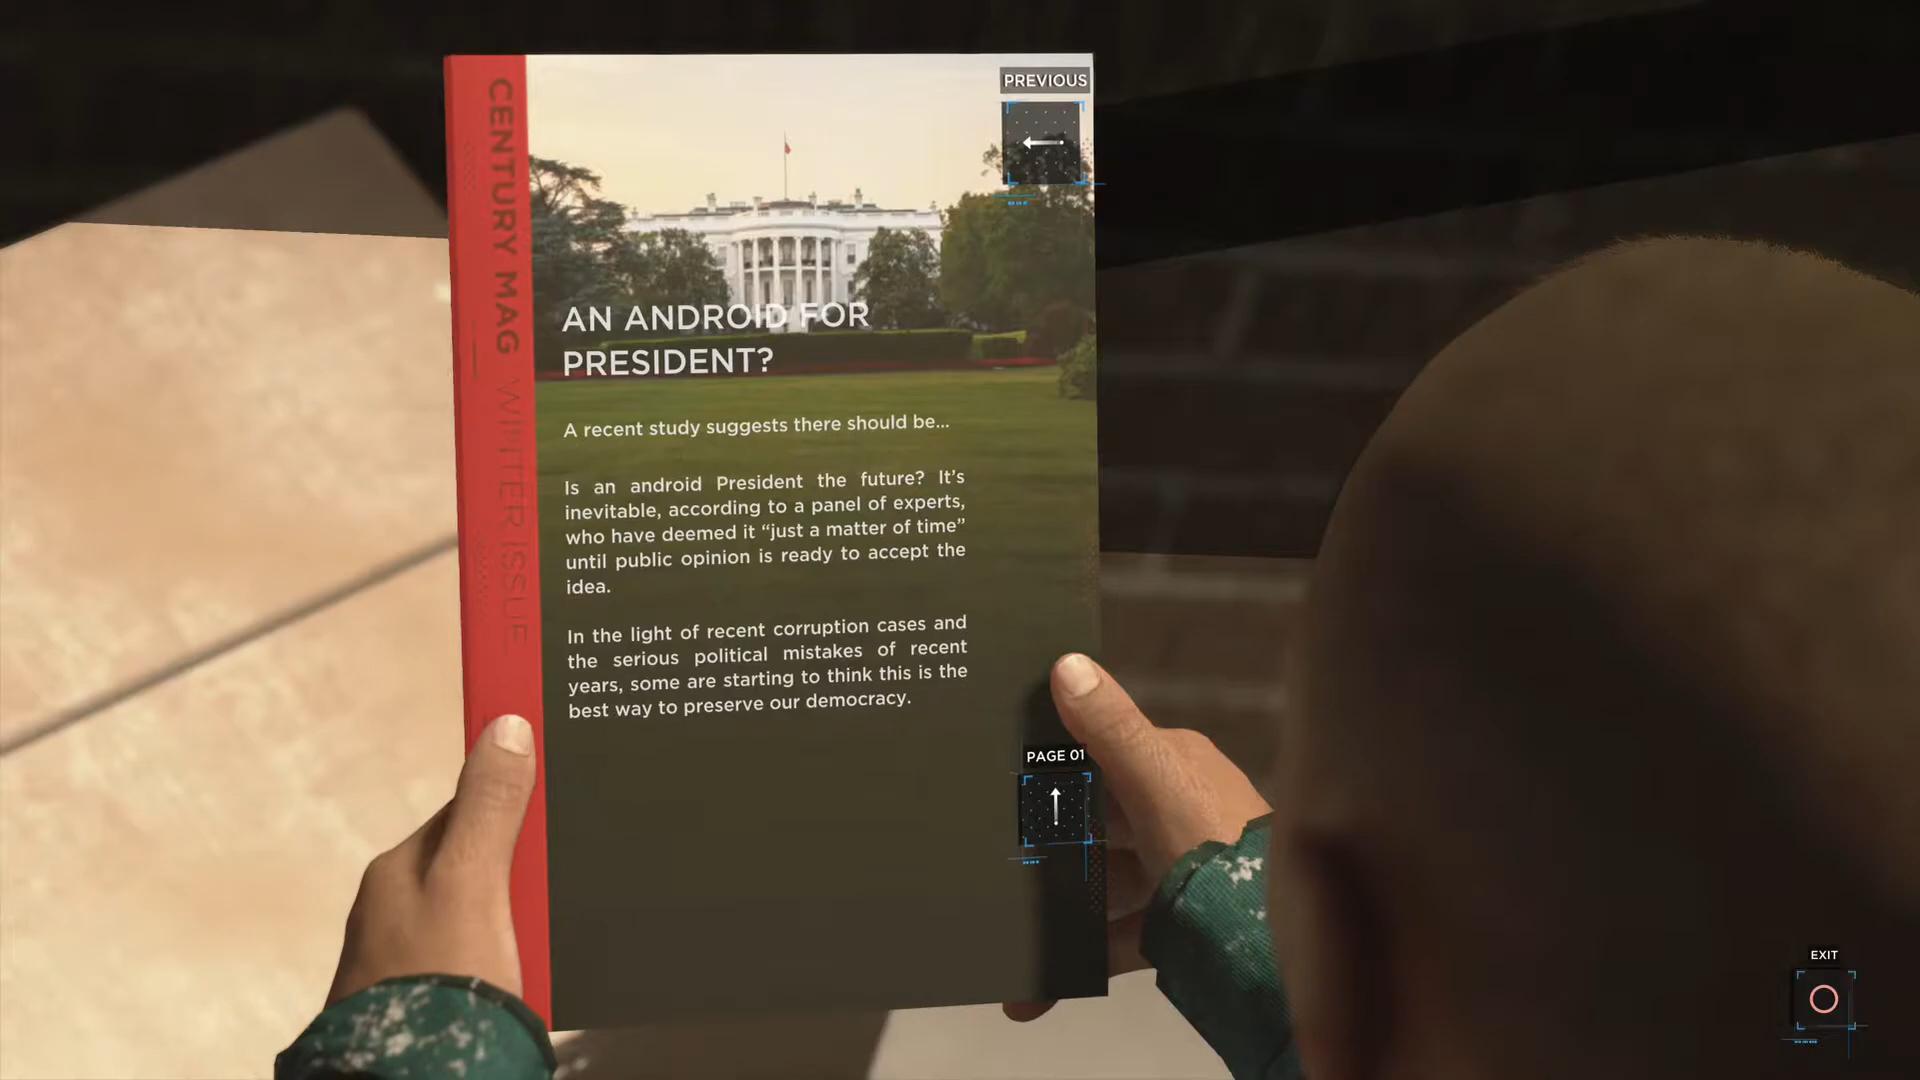 CENTURY MAG WINTER ISSUE
PREVIOUS
AN ANDROID FOR
PRESIDENT?
A recent study suggests there should be...
Is an android President the future? It's
inevitable, according to a panel of experts,
who have deemed it “just a matter of time”
until public opinion is ready to accept the
idea.
In the light of recent corruption cases and
the serious political mistakes of recent
years, some are starting to think this is the
best way to preserve our democracy.
PAGE 01
EXIT